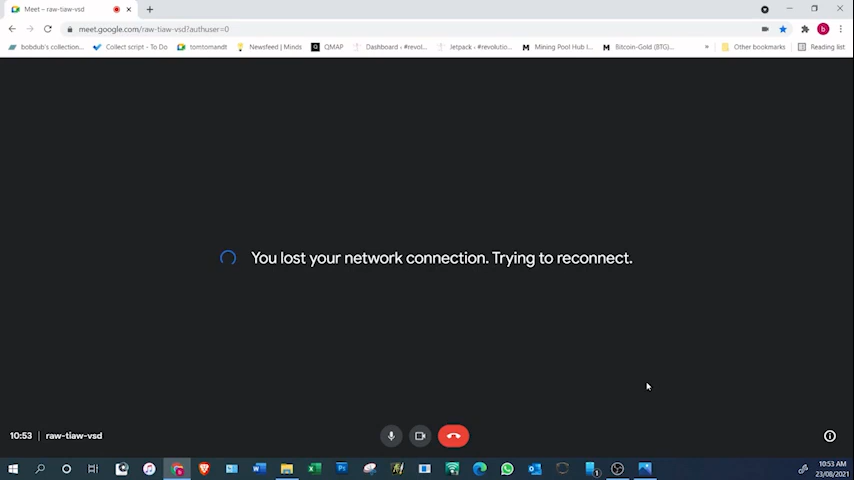 Meet – raw-tiaw-vsd
meet.google.com/raw-tiaw-vsd?authuser=0
bobdub's collection...
Collect script - To Do
tomtomandt
Newsfeed | Minds
QMAP
Dashboard ‹ #revol...
Jetpack ‹ #revolutio...
Mining Pool Hub I...
Bitcoin-Gold (BTG)...
»
Other bookmarks
Reading list
You lost your network connection. Trying to reconnect.
10:53 | raw-tiaw-vsd
10:53 AM
23/08/2021